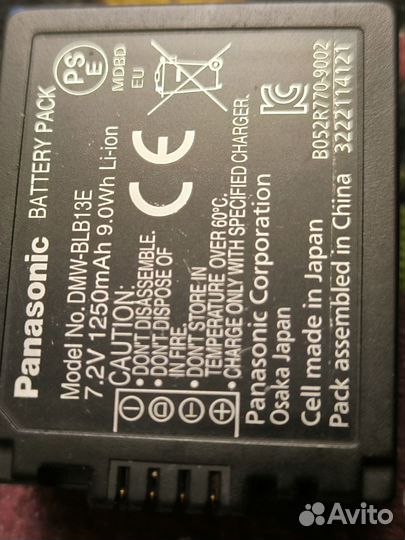 Panasonic BATTERY PACK
Model No. DMW-BLB13E
7.2V 1250mAh 9.0Wh Li-ion
PS
E
MDBD
EU
CE
• DON'T DISASSEMBLE.
• DON'T DISPOSE OF
IN FIRE.
• DON'T STORE IN
TEMPERATURE OVER 60°C.
• CHARGE ONLY WITH SPECIFIED CHARGER.
Panasonic Corporation
Osaka Japan
Cell made in Japan
Pack assembled in China
B052R770-9002
32221114121
Avito